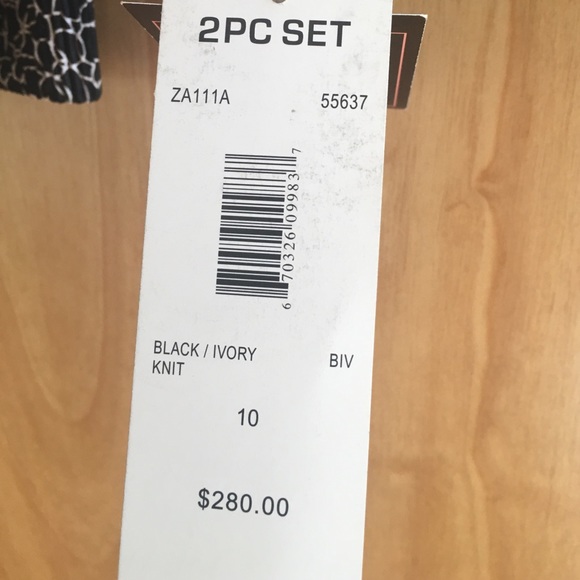 2PC SET
ZA111A 55637
6 70326 09983 7
BLACK / IVORY BIV
KNIT
10
$280.00